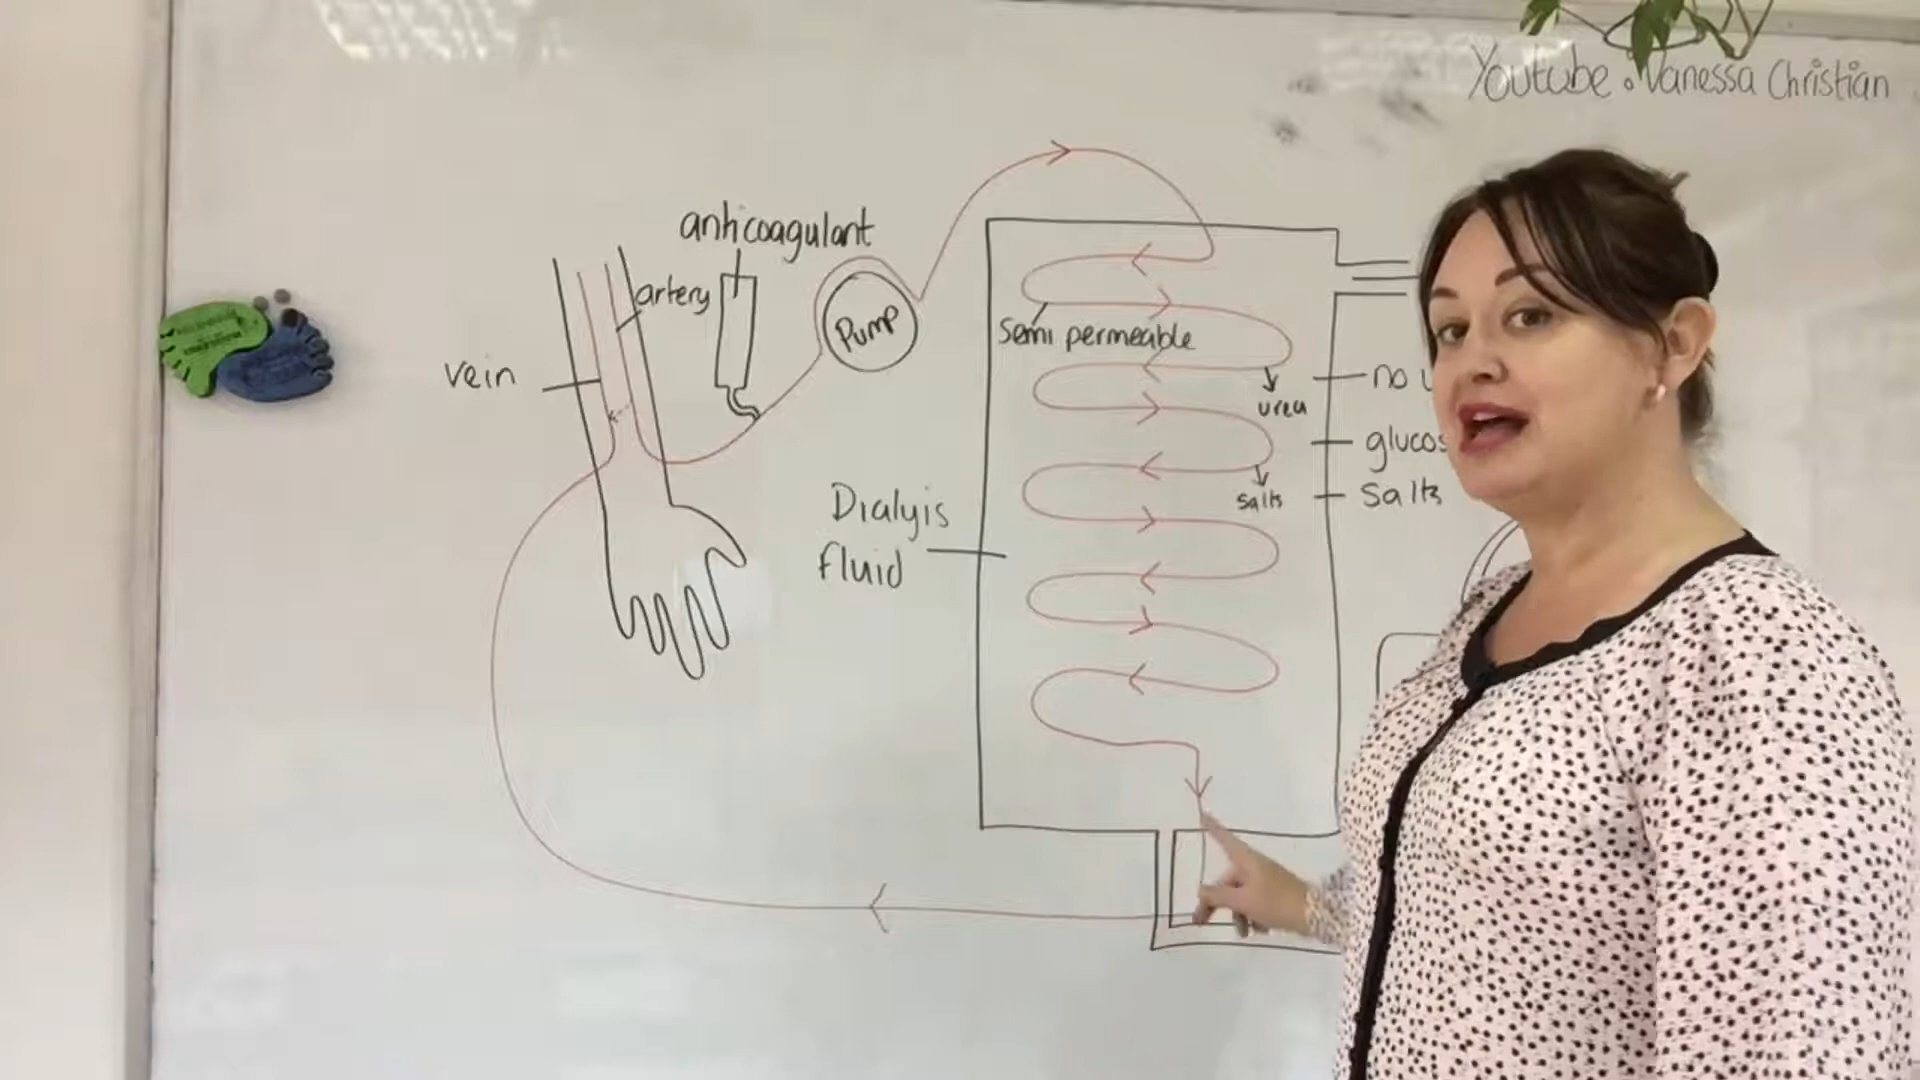 Youtube • Vanessa Christian
anticoagulant
artery
Pump
vein
Semi permeable
urea
no
glucos
Dialyis
fluid
Salts
Salts